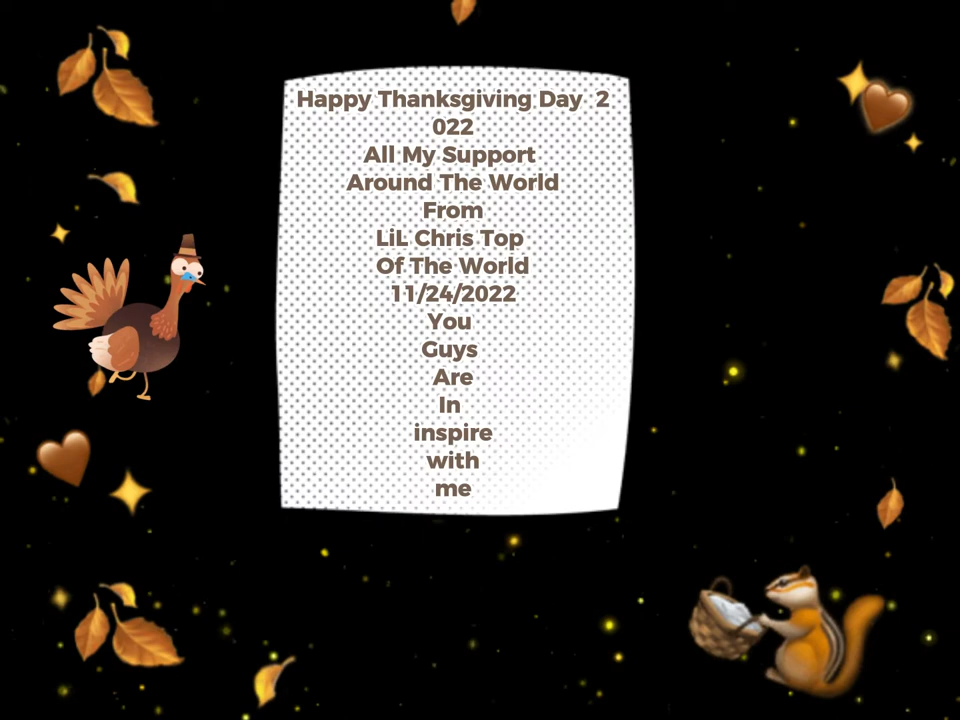 Happy Thanksgiving Day 2
022
All My Support
Around The World
From
LiL Chris Top
Of The World
11/24/2022
You
Guys
Are
In
inspire
with
me